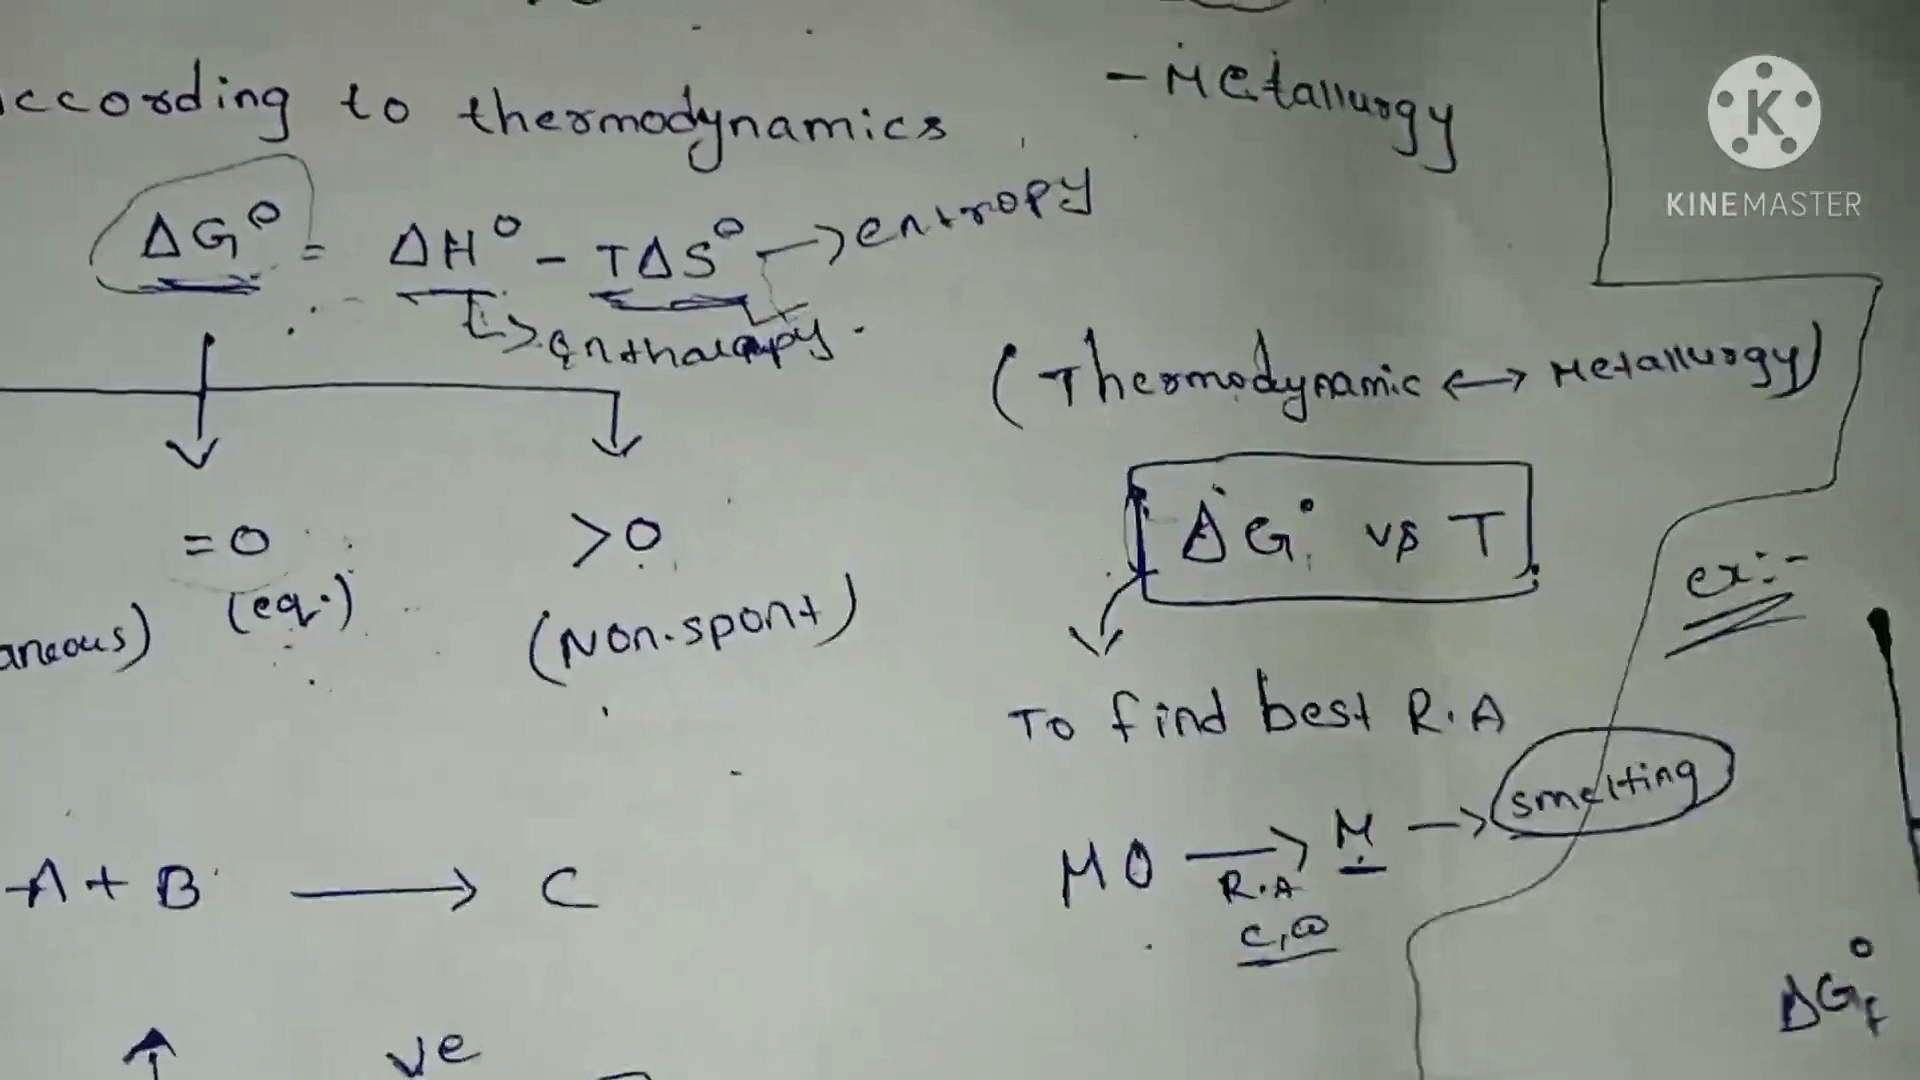 ccording to thermodynamics
ΔG° = ΔH° - TΔS° → entropy
→ enthalpy.
=0 >0
aneous) (eq.) (Non.spont)
A + B → C
ve
- Metallurgy
(Thermodynamic ↔ Metallurgy)
ΔG° vs T
To find best R.A
MO → M → smelting
R.A
C, CO
ex:-
ΔG°f
K
KINEMASTER